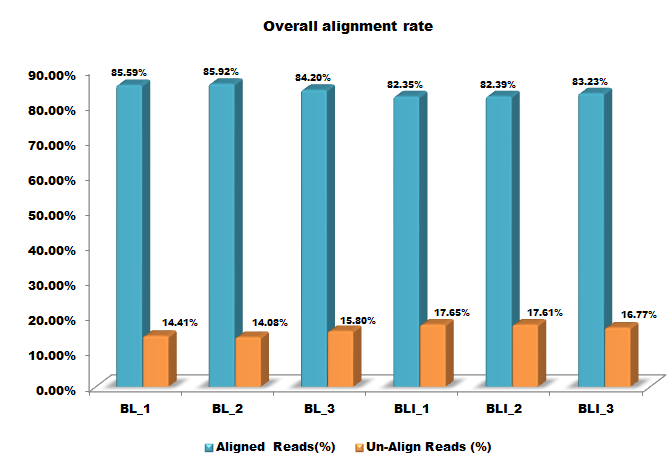 Overall alignment rate
85.59% 85.92% 84.20% 82.35% 82.39% 83.23%
90.00%
80.00%
70.00%
60.00%
50.00%
40.00%
30.00%
20.00%
10.00%
0.00%
14.41% 14.08% 15.80% 17.65% 17.61% 16.77%
BL_1 BL_2 BL_3 BLI_1 BLI_2 BLI_3
Aligned Reads(%) Un-Align Reads (%)